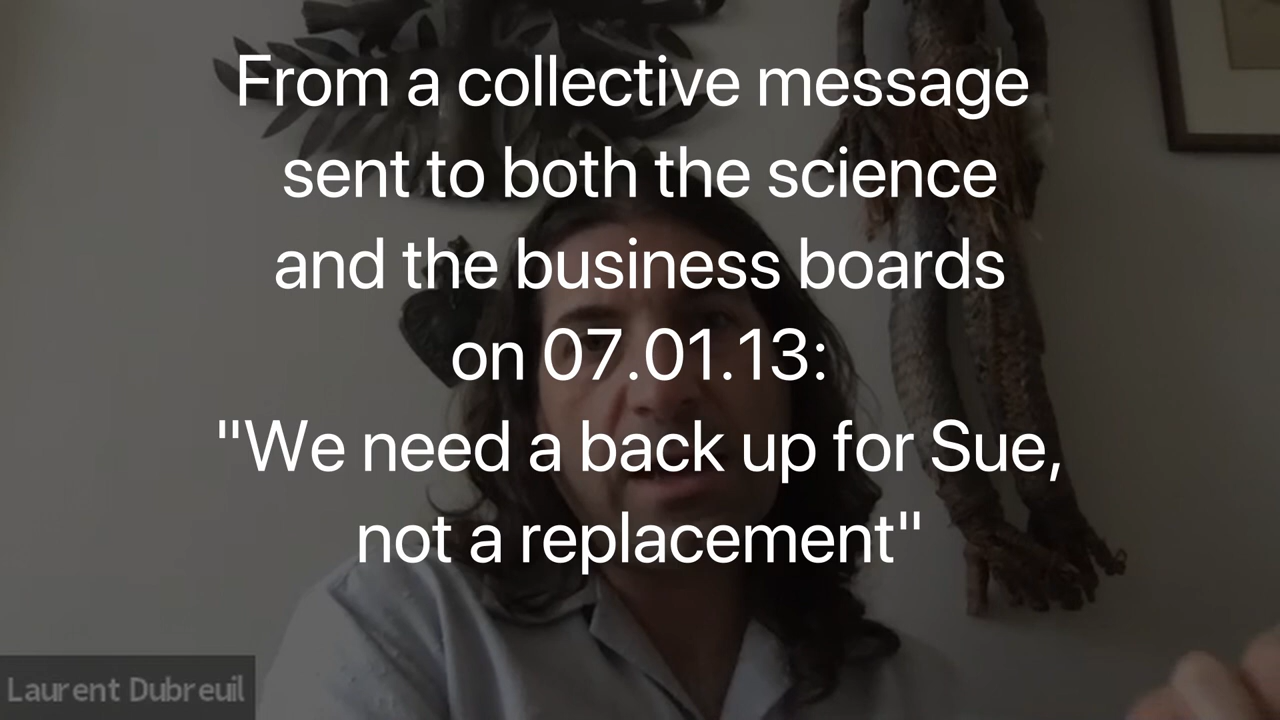 From a collective message
sent to both the science
and the business boards
on 07.01.13:
"We need a back up for Sue,
not a replacement"
Laurent Dubreuil